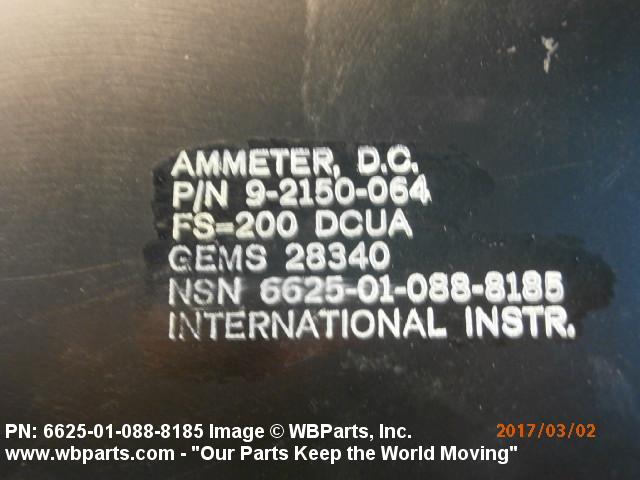 AMMETER, D.C.
P/N 9-2150-064
FS=200 DCUA
GEMS 28340
NSN 6625-01-088-8185
INTERNATIONAL INSTR.
PN: 6625-01-088-8185 Image © WBParts, Inc. 2017/03/02
www.wbparts.com - "Our Parts Keep the World Moving"